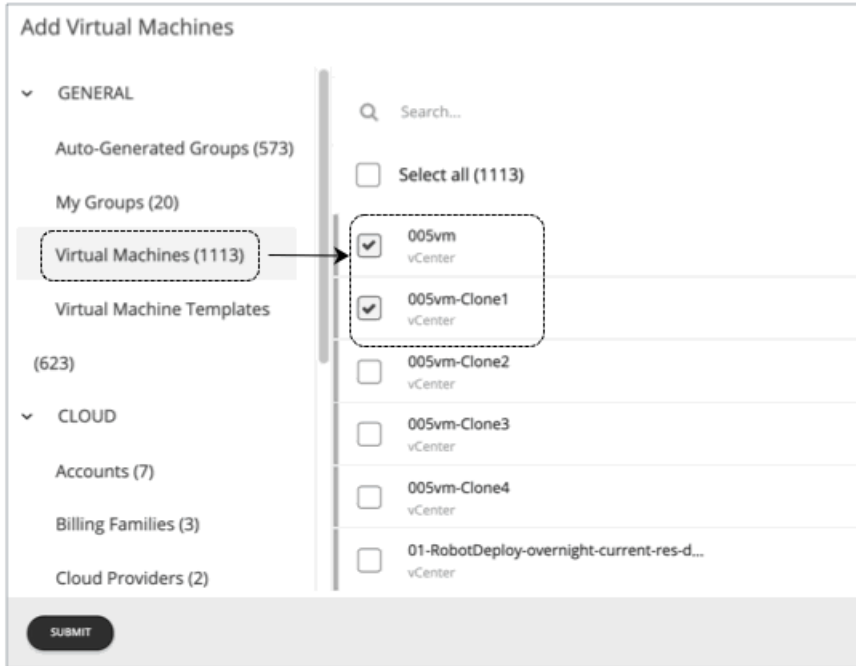 Add Virtual Machines
GENERAL
Auto-Generated Groups (573)
My Groups (20)
Virtual Machines (1113)
Virtual Machine Templates
(623)
CLOUD
Accounts (7)
Billing Families (3)
Cloud Providers (2)
Search...
Select all (1113)
005vm
vCenter
005vm-Clone1
vCenter
005vm-Clone2
vCenter
005vm-Clone3
vCenter
005vm-Clone4
vCenter
01-RobotDeploy-overnight-current-res-d...
vCenter
SUBMIT